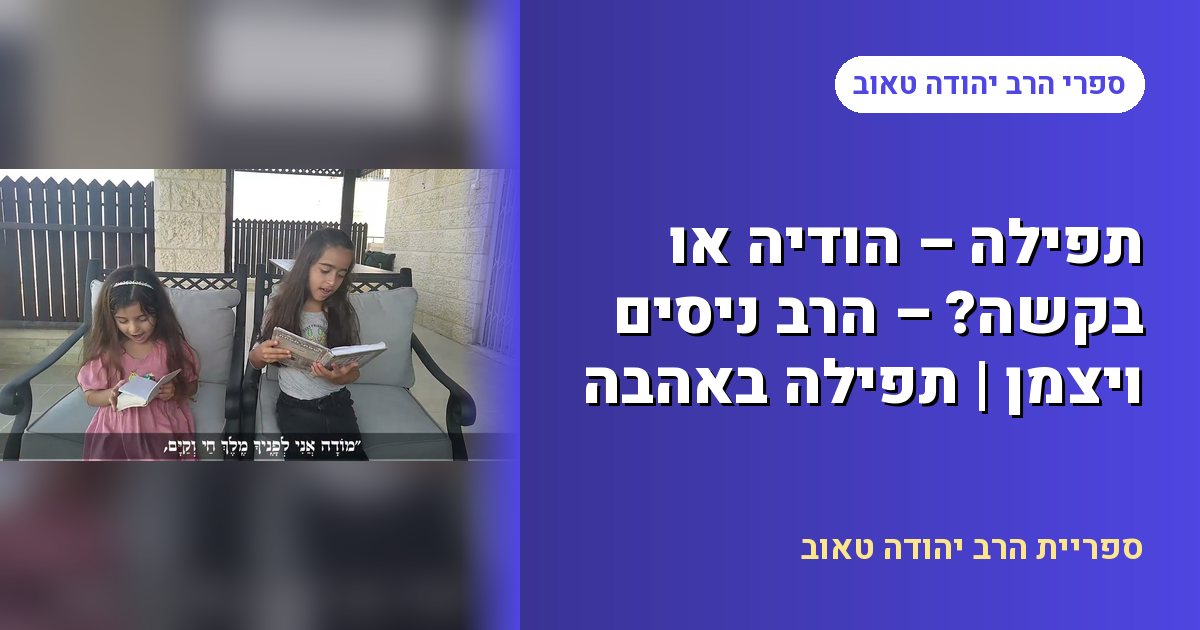 ספרי הרב יהודה טאוב
תפילה – הודיה או
בקשה? – הרב ניסים
ויצמן | תפילה באהבה
"מוֹדָה אֲנִי לְפָנֶיךָ מֶלֶךְ חַי וְקַיָּם,
ספריית הרב יהודה טאוב